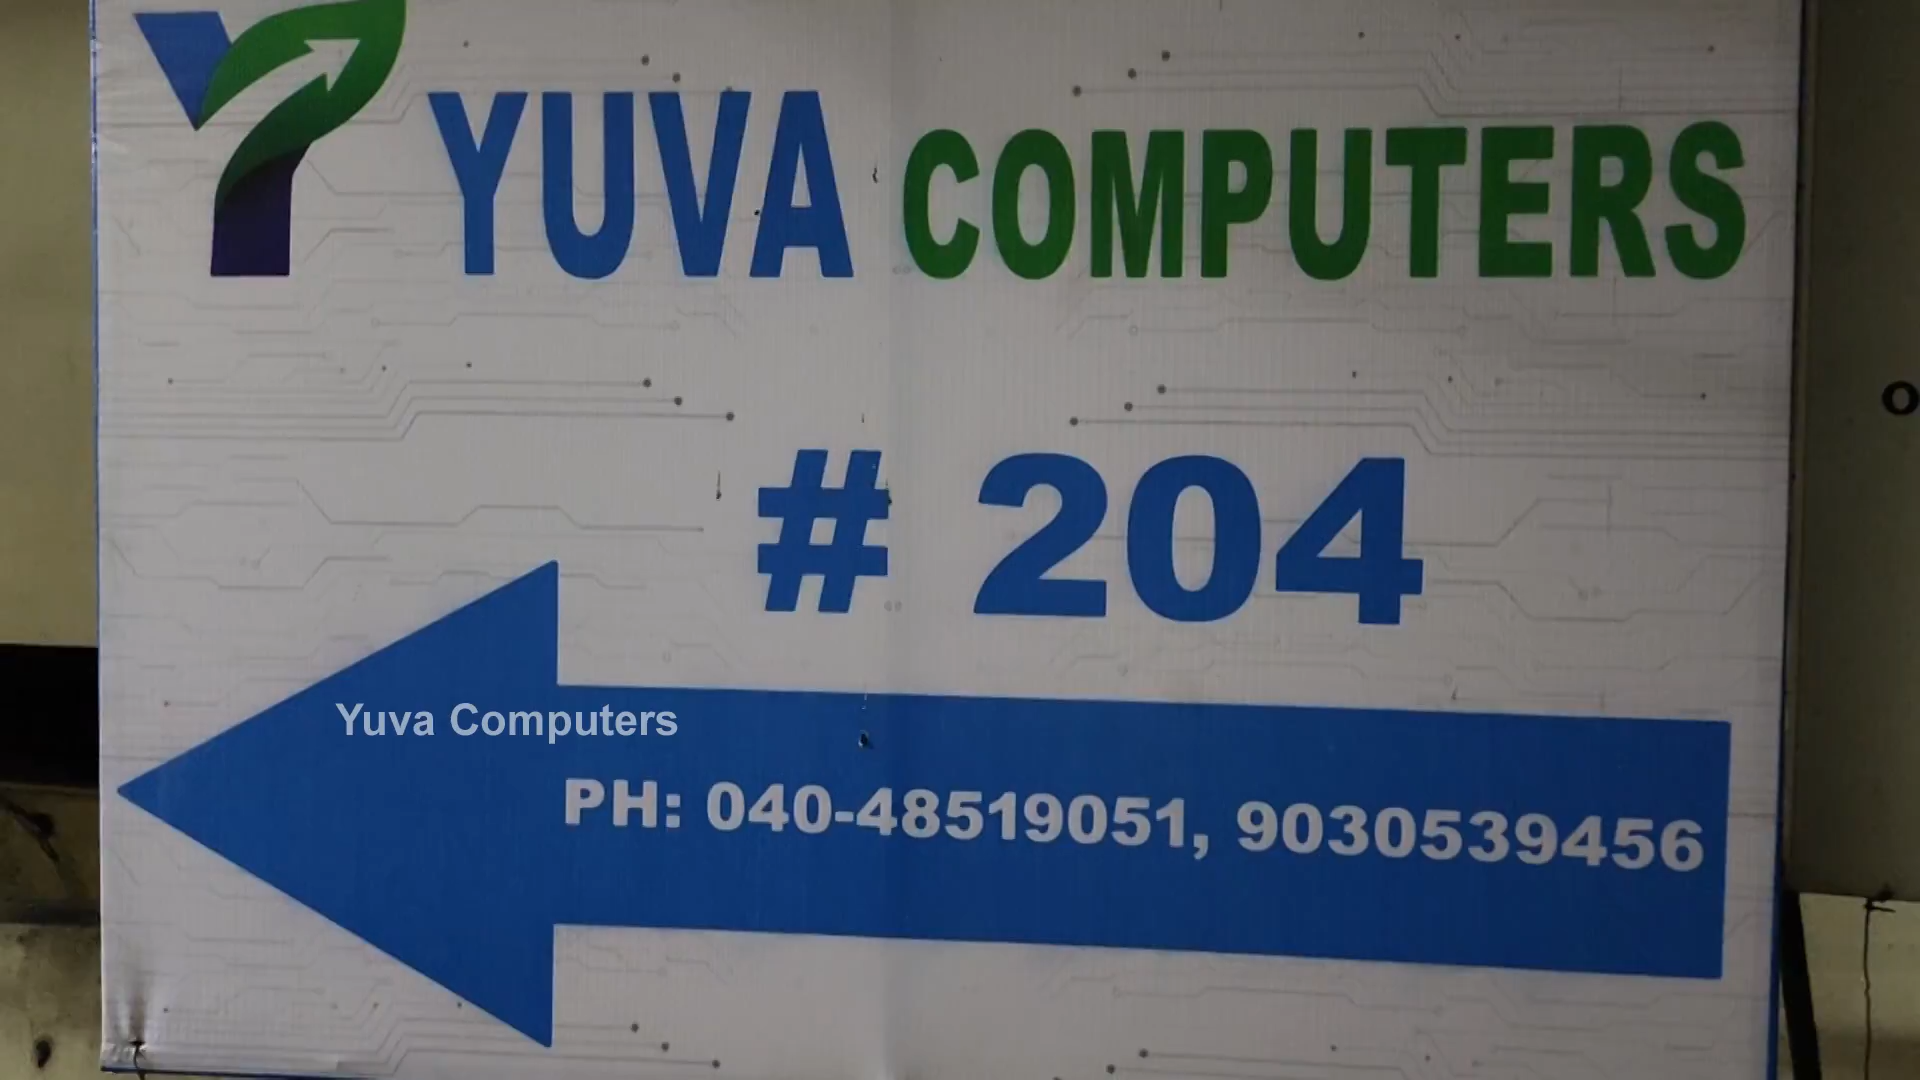 YUVA COMPUTERS
# 204
Yuva Computers
PH: 040-48519051, 9030539456